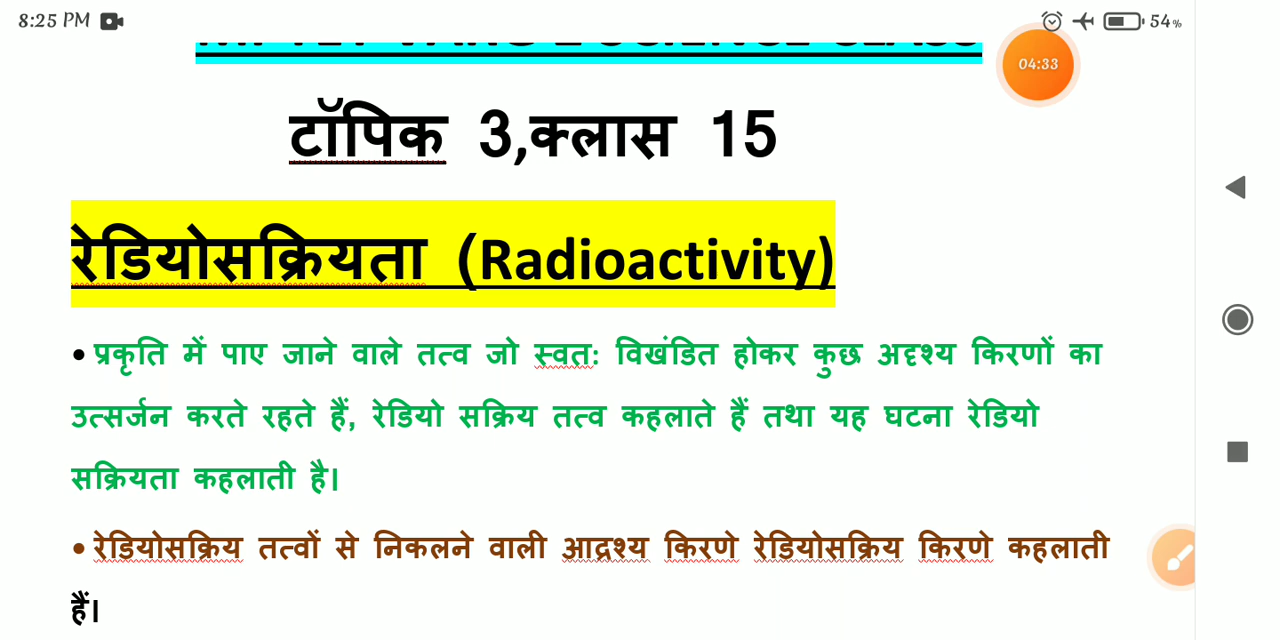 8:25 PM
54%
04:33
टॉपिक 3,क्लास 15
रेडियोसक्रियता (Radioactivity)
• प्रकृति में पाए जाने वाले तत्व जो स्वत: विखंडित होकर कुछ अदृश्य किरणों का
उत्सर्जन करते रहते हैं, रेडियो सक्रिय तत्व कहलाते हैं तथा यह घटना रेडियो
सक्रियता कहलाती है।
• रेडियोसक्रिय तत्वों से निकलने वाली आद्रश्य किरणे रेडियोसक्रिय किरणे कहलाती
हैं।